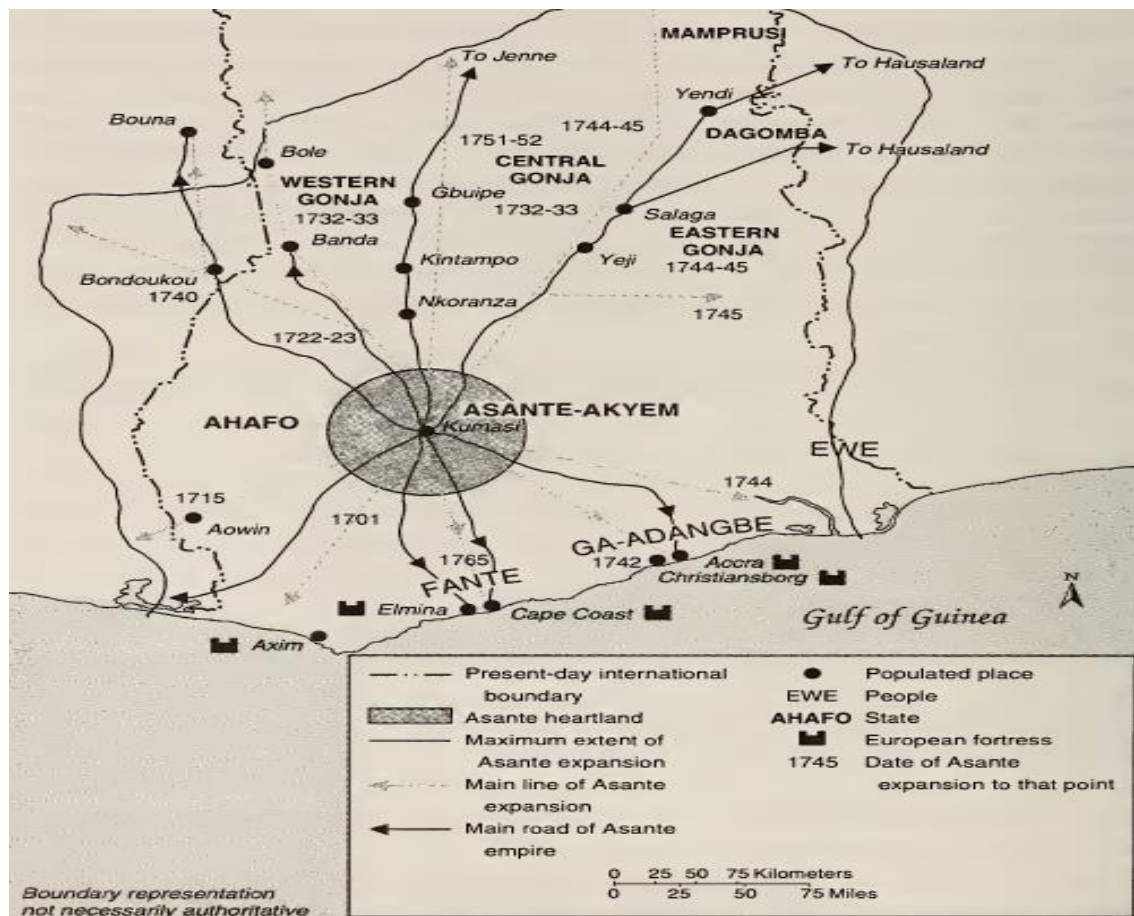 MAMPRUSI
To Jenne
To Hausaland
Yendi
Bouna
1744-45
DAGOMBA
1751-52
To Hausaland
Bole
CENTRAL
GONJA
WESTERN
GONJA
1732-33
Gbuipe
1732-33
Salaga
Banda
EASTERN
GONJA
1744-45
Kintampo
Yeji
Bondoukou
1740
Nkoranza
1745
1722-23
AHAFO
ASANTE-AKYEM
Kumasi
EWE
1744
1715
Aowin
1701
GA-ADANGBE
1765
1742
Accra
Christiansborg
FANTE
N
Elmina
Cape Coast
Gulf of Guinea
Axim
Present-day international
boundary
Asante heartland
Maximum extent of
Asante expansion
Main line of Asante
expansion
Main road of Asante
empire
Populated place
EWE People
AHAFO State
European fortress
1745 Date of Asante
expansion to that point
0 25 50 75 Kilometers
0 25 50 75 Miles
Boundary representation
not necessarily authoritative